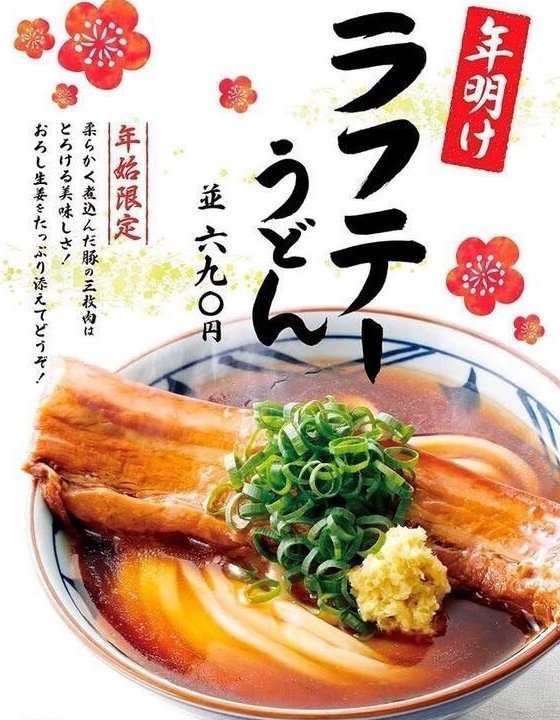 年明け
ラフテー
うどん
並 六九〇円
年始限定
柔らかく煮込んだ豚の三枚肉は
とろける美味しさ！
おろし生姜をたっぷり添えてどうぞ！